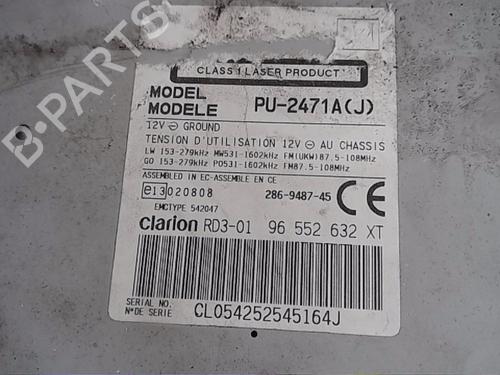 CLASS 1 LASER PRODUCT
MODEL
MODELE PU-2471A(J)
12V ⊖ GROUND
TENSION D'UTILISATION 12V ⊖ AU CHASSIS
LW 153-279kHz MW531-1602kHz FM(UKW)87.5-108MHz
GO 153-279kHz PO531-1602kHz FM87.5-108MHz
ASSEMBLED IN EC-ASSEMBLE EN CE
e13 020808 286-9487-45 CE
EMCTYPE 542047
clarion RD3-01 96 552 632 XT
SERIAL NO.
N° DE SERIE CL054252545164J
B-PARTS